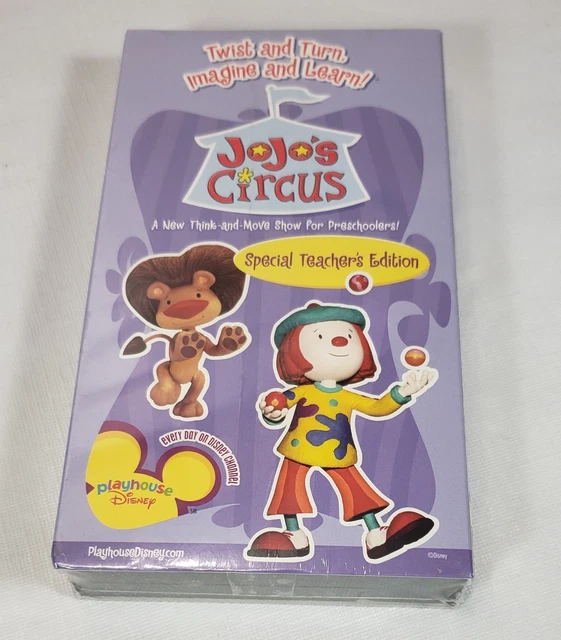 Twist and Turn,
Imagine and Learn!
JoJo's
Circus
A New Think-and-Move Show for Preschoolers!
Special Teacher's Edition
EVERY DAY ON DISNEY CHANNEL
playhouse
Disney
SM
PlayhouseDisney.com
©Disney